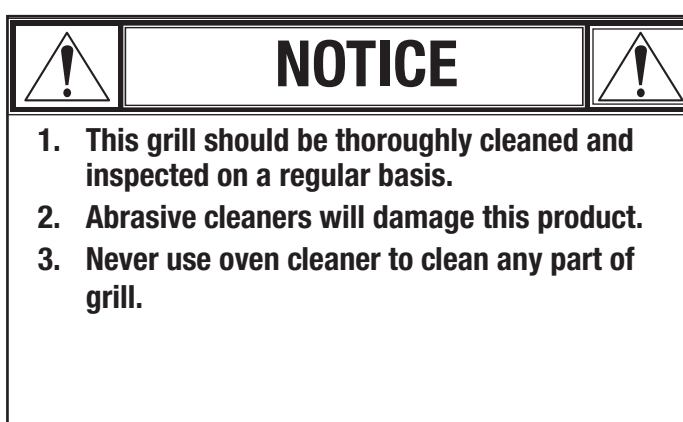 NOTICE
1. This grill should be thoroughly cleaned and
inspected on a regular basis.
2. Abrasive cleaners will damage this product.
3. Never use oven cleaner to clean any part of
grill.